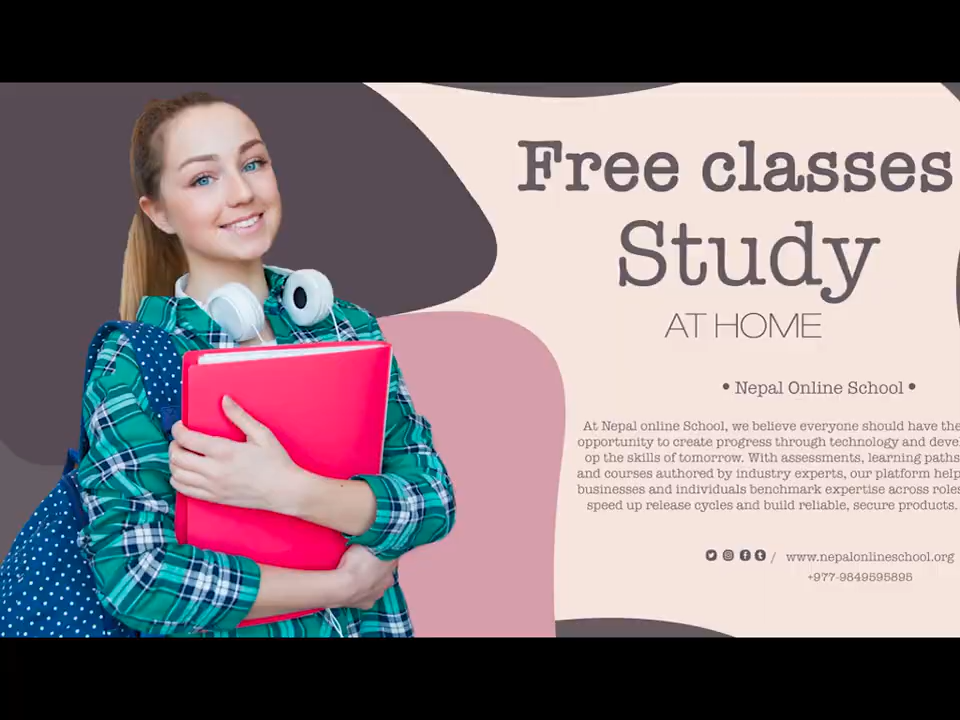 Free classes
Study
AT HOME
• Nepal Online School •
At Nepal online School, we believe everyone should have the
opportunity to create progress through technology and devel
op the skills of tomorrow. With assessments, learning paths
and courses authored by industry experts, our platform help
businesses and individuals benchmark expertise across roles
speed up release cycles and build reliable, secure products.
/ www.nepalonlineschool.org
+977-9849595895